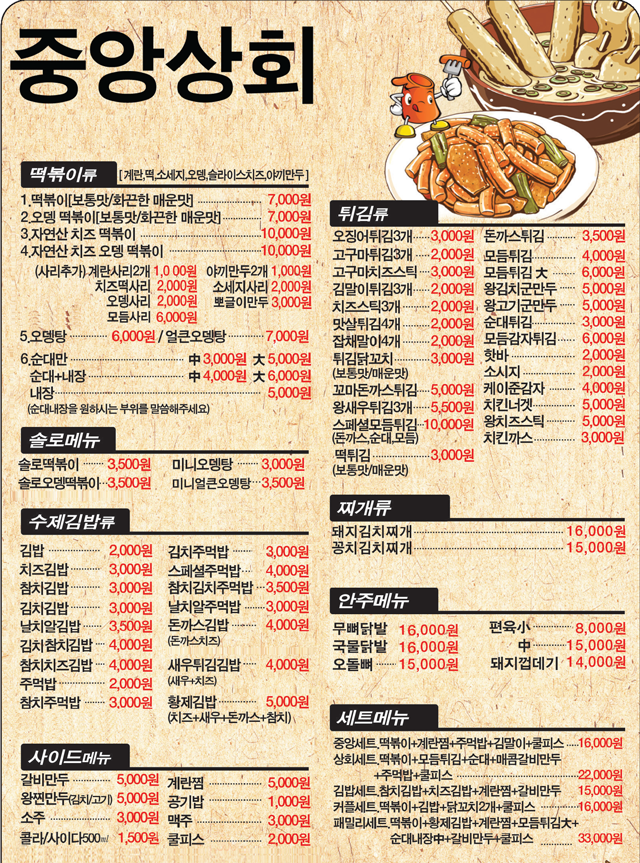 중앙상회
떡볶이류 [계란,떡,소세지,오뎅,슬라이스치즈,야끼만두]
1.떡볶이[보통맛/화끈한 매운맛] 7,000원
2.오뎅 떡볶이[보통맛/화끈한 매운맛] 7,000원
3.자연산 치즈 떡볶이 10,000원
4.자연산 치즈 오뎅 떡볶이 10,000원
(사리추가) 계란사리2개 1,000원 야끼만두2개 1,000원
치즈떡사리 2,000원 소세지사리 2,000원
오뎅사리 2,000원 뽀글이만두 3,000원
모듬사리 6,000원
5.오뎅탕 6,000원 / 얼큰오뎅탕 7,000원
6.순대만 中 3,000원 大 5,000원
순대+내장 中 4,000원 大 6,000원
내장 5,000원
(순대내장을 원하시는 부위를 말씀해주세요)
솔로메뉴
솔로떡볶이 3,500원 미니오뎅탕 3,000원
솔로오뎅떡볶이 3,500원 미니얼큰오뎅탕 3,500원
수제김밥류
김밥 2,000원
치즈김밥 3,000원
참치김밥 3,000원
김치김밥 3,000원
날치알김밥 3,500원
김치참치김밥 4,000원
참치치즈김밥 4,000원
주먹밥 2,000원
참치주먹밥 3,000원
김치주먹밥 3,000원
스페셜주먹밥 4,000원
참치김치주먹밥 3,500원
날치알주먹밥 3,000원
돈까스김밥 4,000원
(돈까스치즈)
새우튀김김밥 4,000원
(새우+치즈)
황제김밥 5,000원
(치즈+새우+돈까스+참치)
사이드메뉴
갈비만두 5,000원
왕찐만두(김치/고기) 5,000원
소주 3,000원
콜라/사이다500㎖ 1,500원
계란찜 5,000원
공기밥 1,000원
맥주 3,000원
쿨피스 2,000원
튀김류
오징어튀김3개 3,000원
고구마튀김3개 2,000원
고구마치즈스틱 3,000원
김말이튀김3개 2,000원
치즈스틱3개 2,000원
맛살튀김4개 2,000원
잡채말이4개 2,000원
튀김닭꼬치 3,000원
(보통맛/매운맛)
꼬마돈까스튀김 5,000원
왕새우튀김3개 5,500원
스페셜모듬튀김 10,000원
(돈까스,순대,모듬)
떡튀김 3,000원
(보통맛/매운맛)
돈까스튀김 3,500원
모듬튀김 4,000원
모듬튀김 大 6,000원
왕김치군만두 5,000원
왕고기군만두 5,000원
순대튀김 3,000원
모듬감자튀김 6,000원
핫바 2,000원
소시지 2,000원
케이준감자 4,000원
치킨너겟 5,000원
왕치즈스틱 5,000원
치킨까스 3,000원
찌개류
돼지김치찌개 16,000원
꽁치김치찌개 15,000원
안주메뉴
무뼈닭발 16,000원 편육小 8,000원
국물닭발 16,000원 中 15,000원
오돌뼈 15,000원 돼지껍데기 14,000원
세트메뉴
중앙세트.떡볶이+계란찜+주먹밥+김말이+쿨피스 16,000원
상회세트.떡볶이+모듬튀김+순대+매콤갈비만두
+주먹밥+쿨피스 22,000원
김밥세트.참치김밥+치즈김밥+계란찜+갈비만두 15,000원
커플세트.떡볶이+김밥+닭꼬치2개+쿨피스 16,000원
패밀리세트.떡볶이+황제김밥+계란찜+모듬튀김大+
순대내장中+갈비만두+쿨피스 33,000원